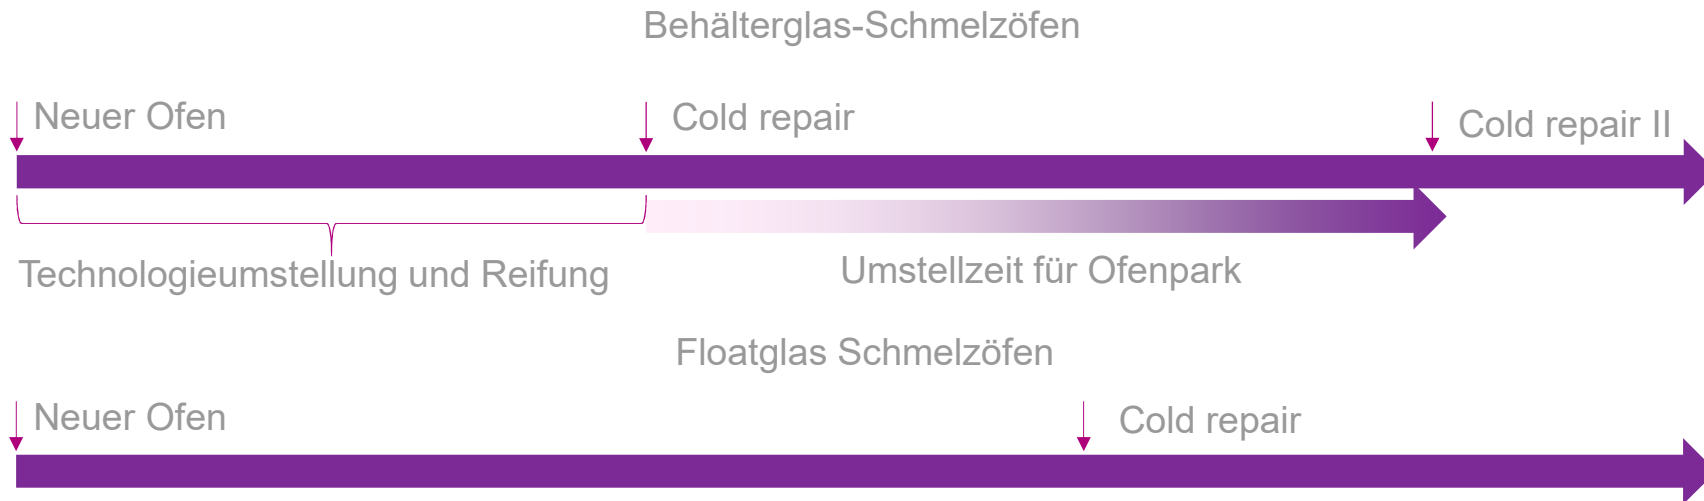 Behälterglas-Schmelzöfen
Neuer Ofen
Cold repair
Cold repair II
Technologieumstellung und Reifung
Umstellzeit für Ofenpark
Floatglas Schmelzöfen
Neuer Ofen
Cold repair